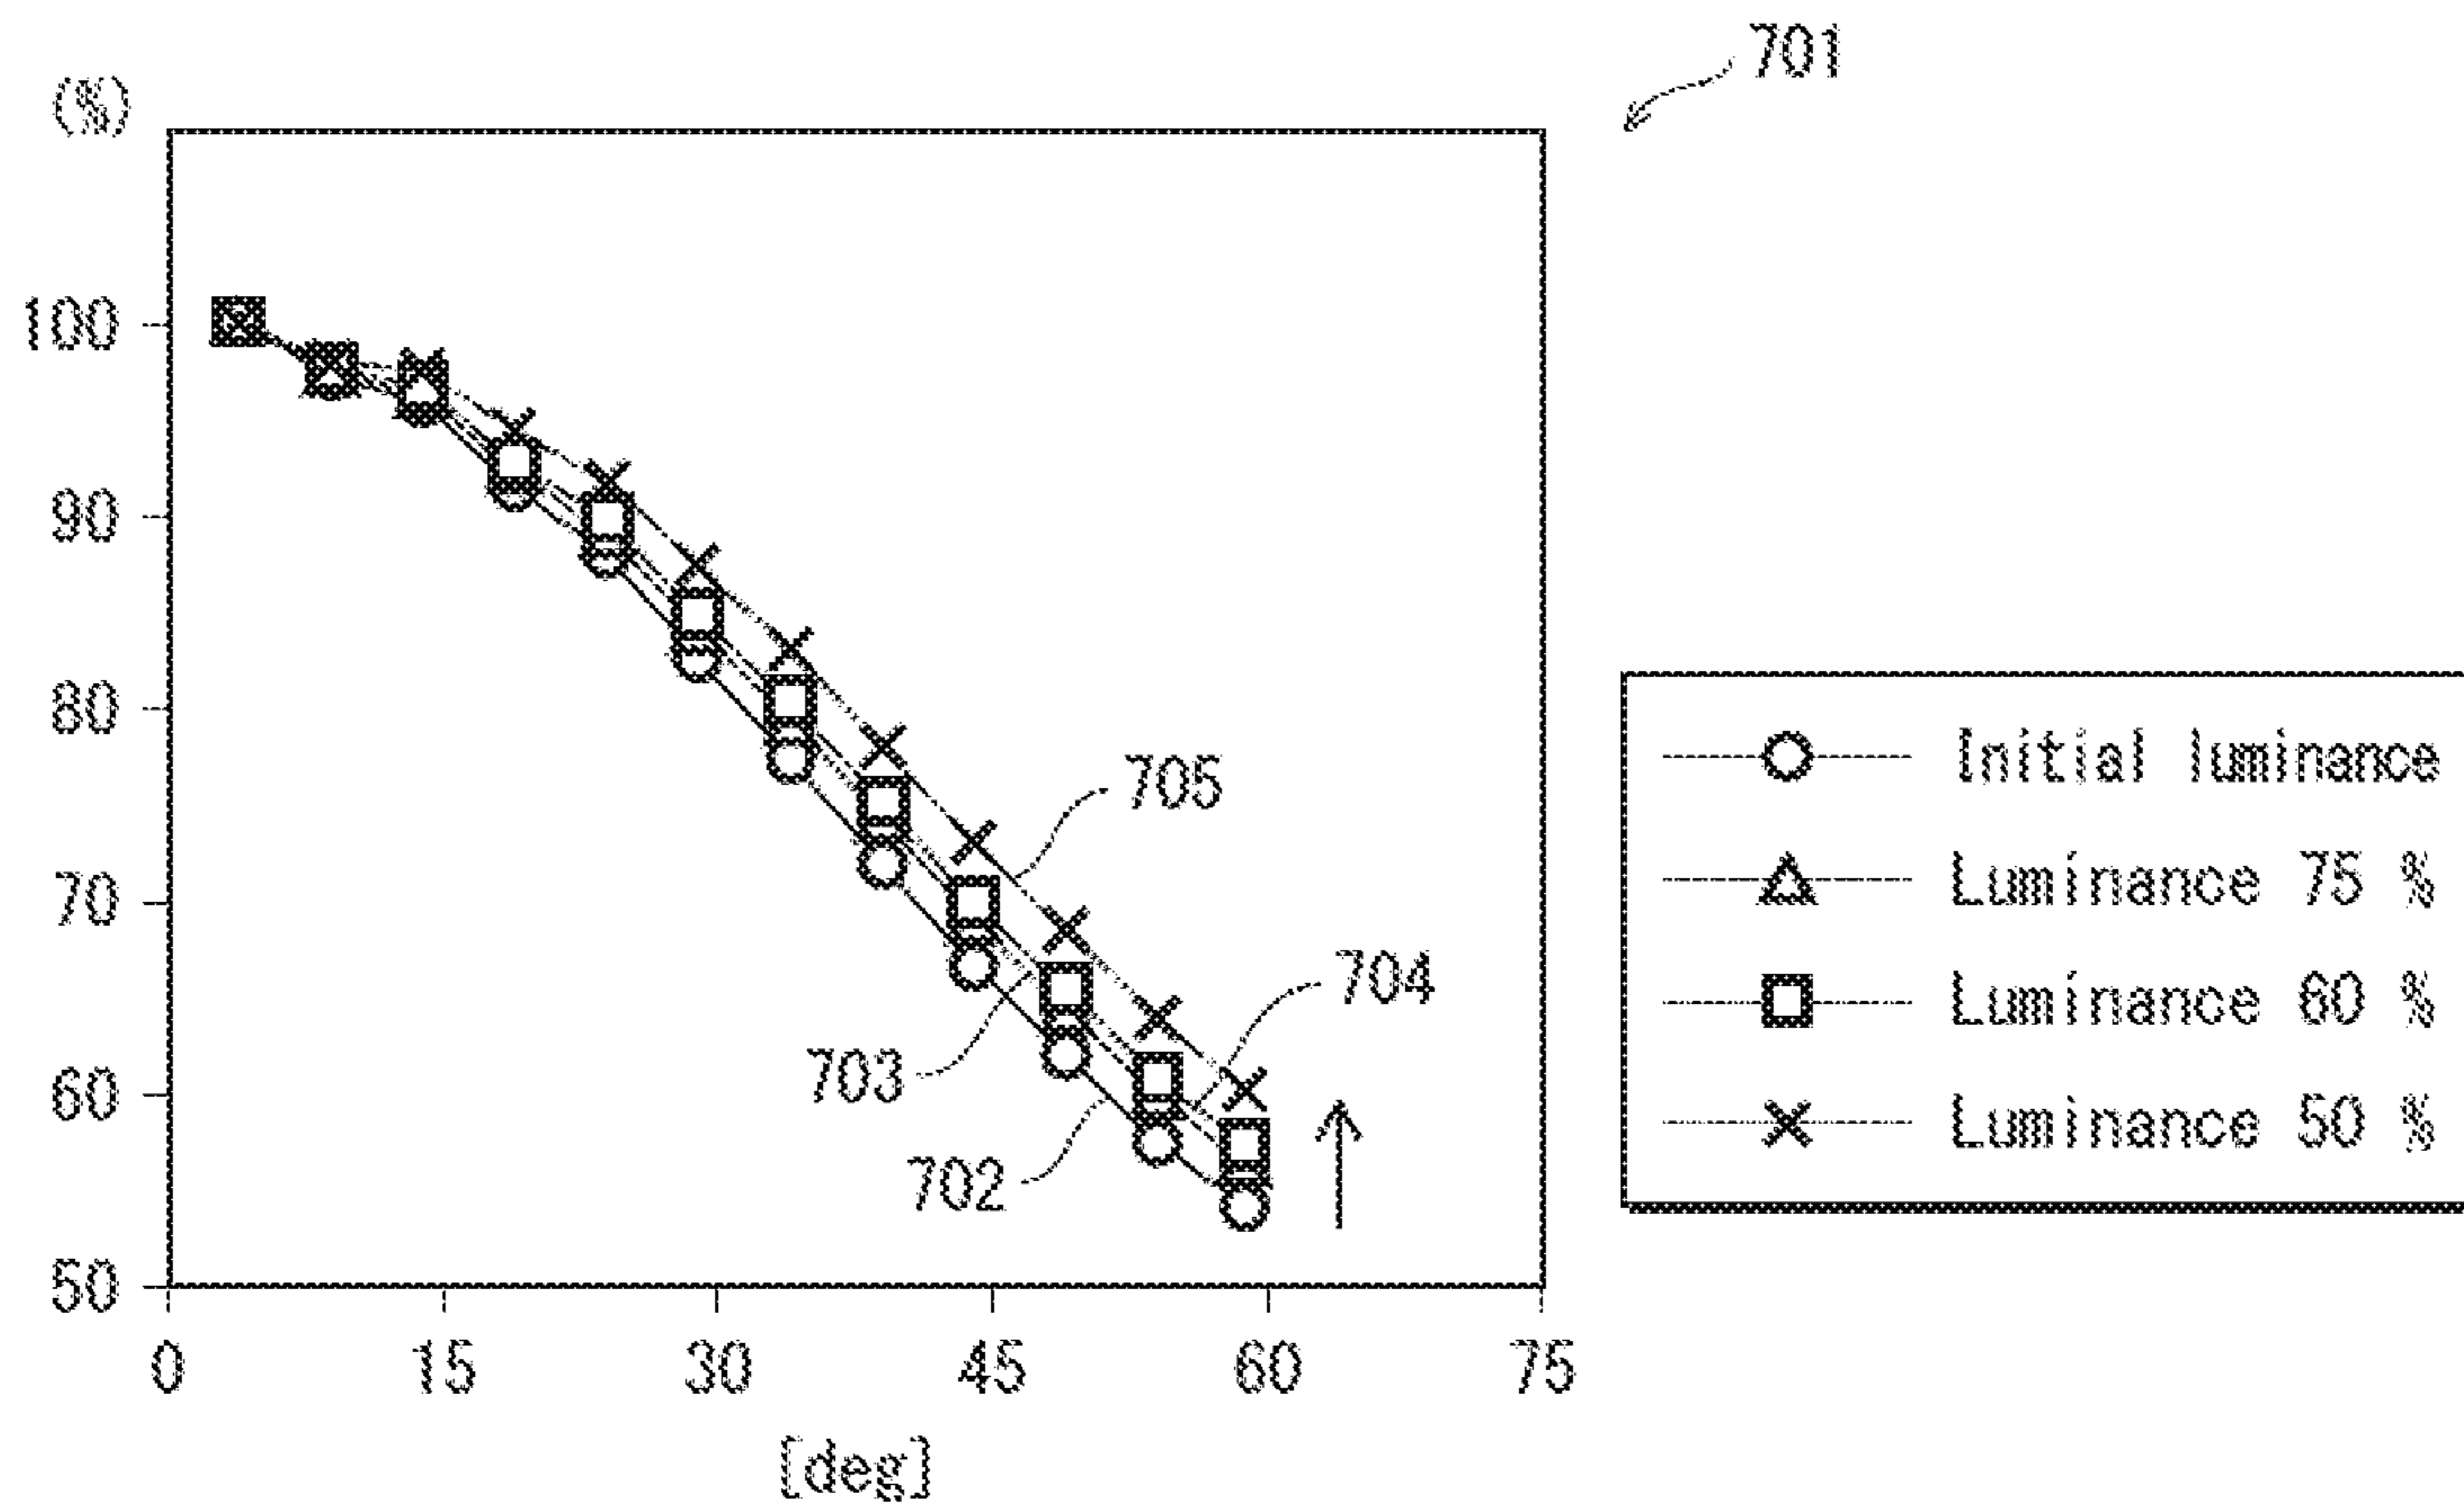 701
(%)
100
90
80
70
60
50
0 15 30 45 60 75
[deg]
705
704
703
702
Initial luminance
Luminance 75 %
Luminance 60 %
Luminance 50 %